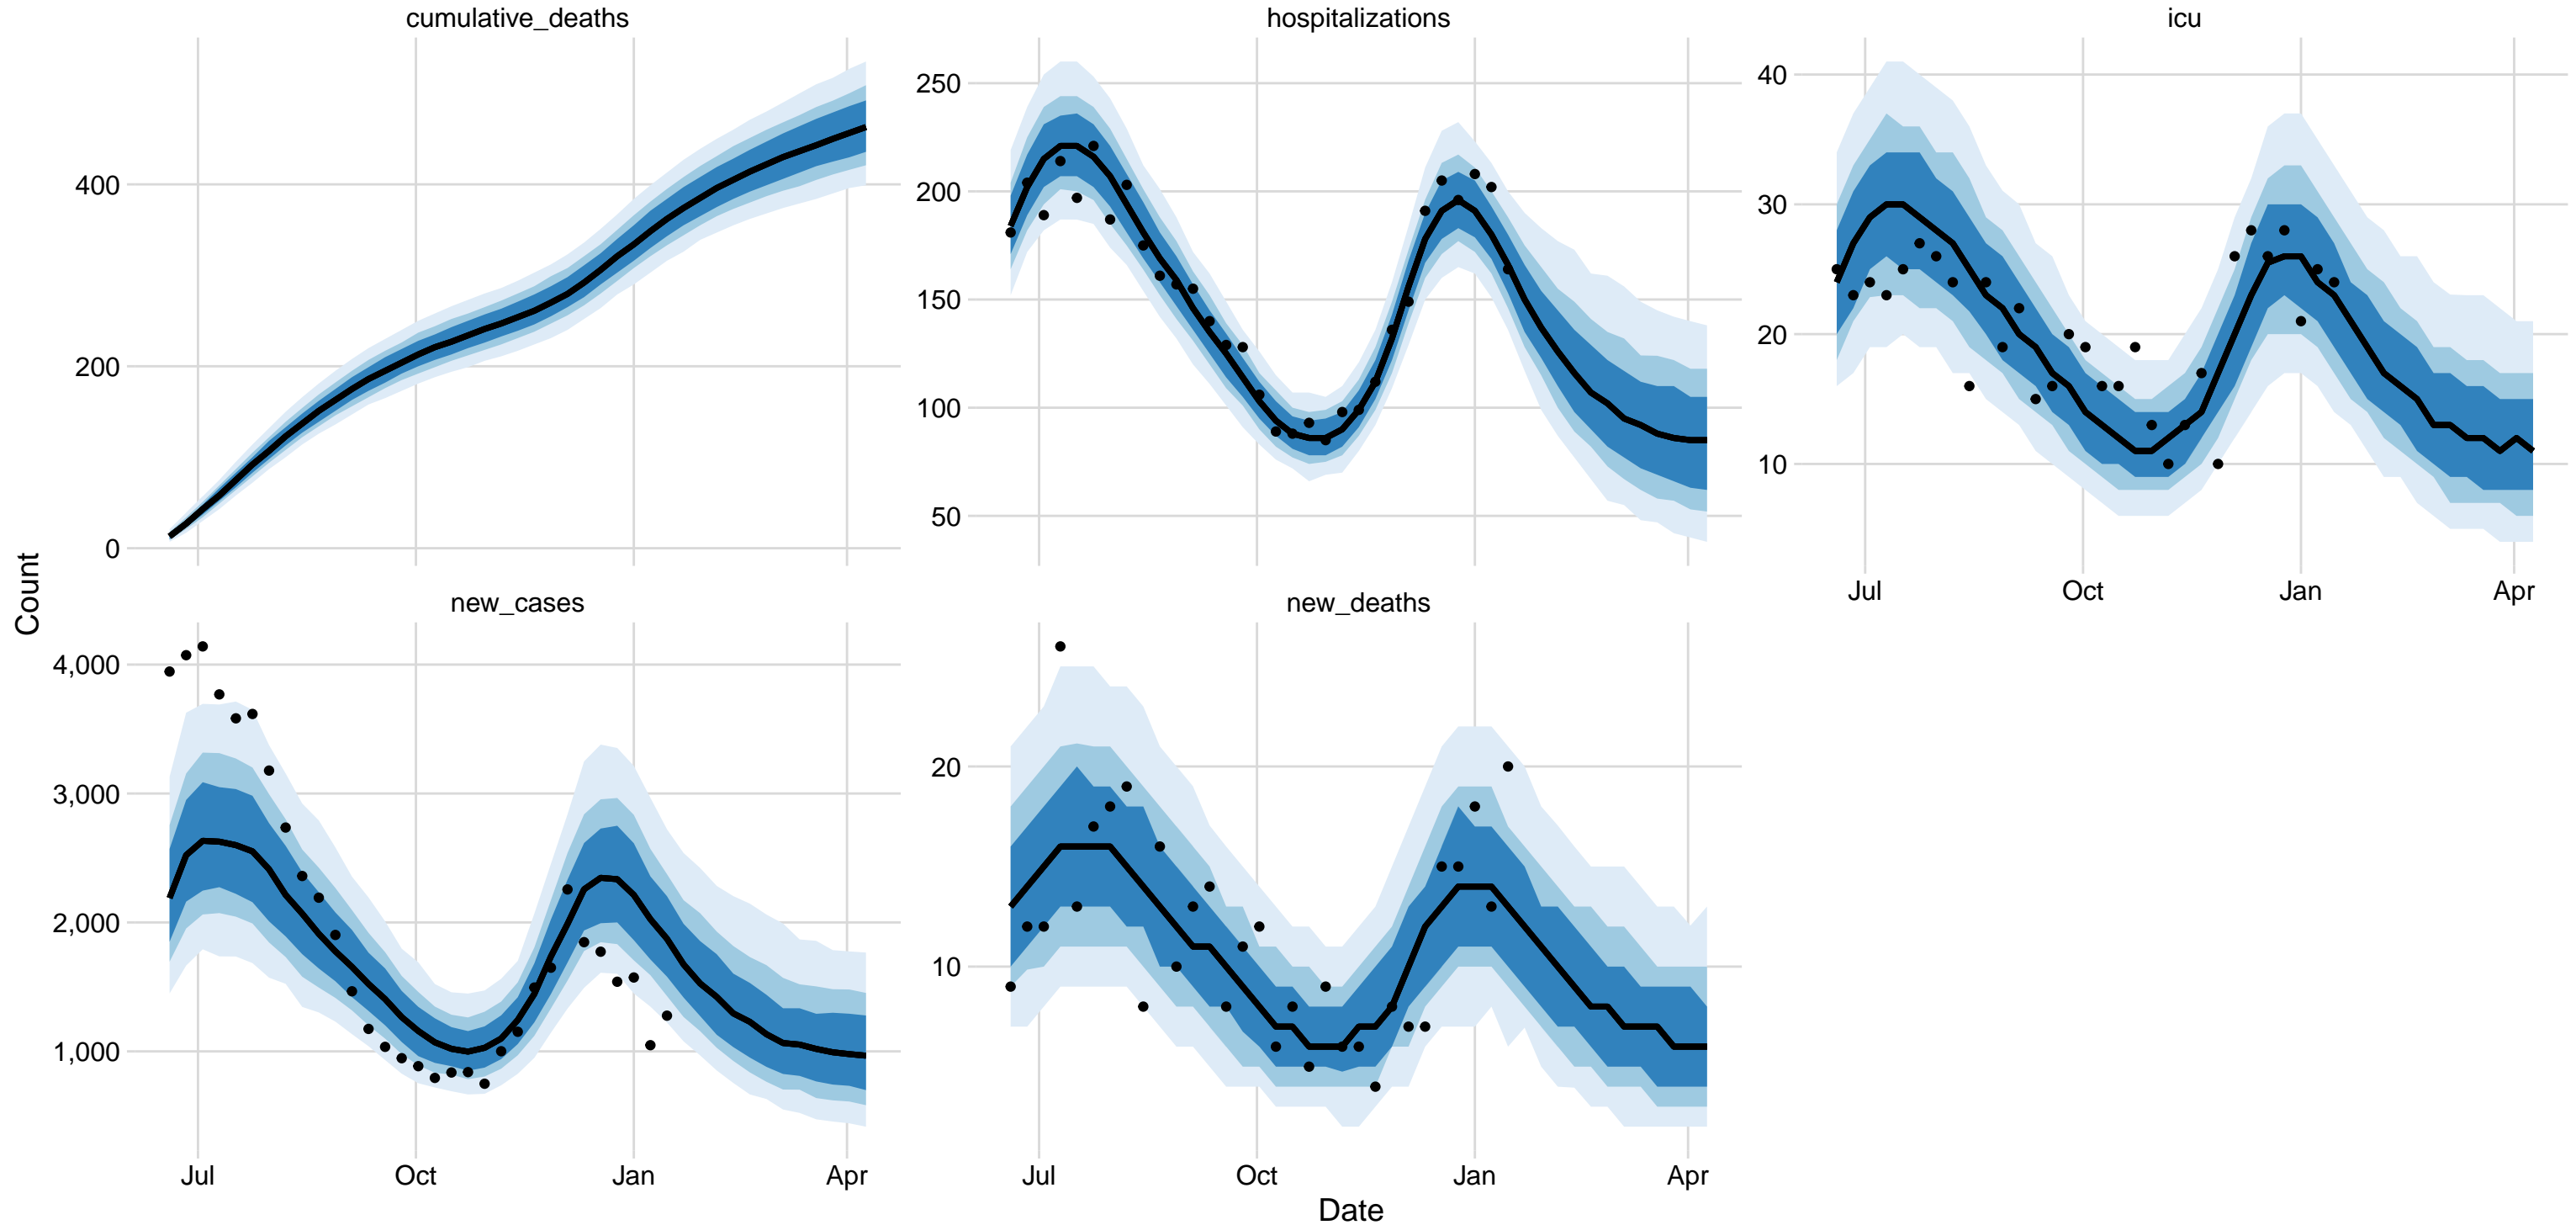 cumulative_deaths
hospitalizations
icu
400
200
0
250
200
150
100
50
40
30
20
10
Jul
Oct
Jan
Apr
Count
new_cases
new_deaths
4,000
3,000
2,000
1,000
20
10
Jul
Oct
Jan
Apr
Jul
Oct
Jan
Apr
Date